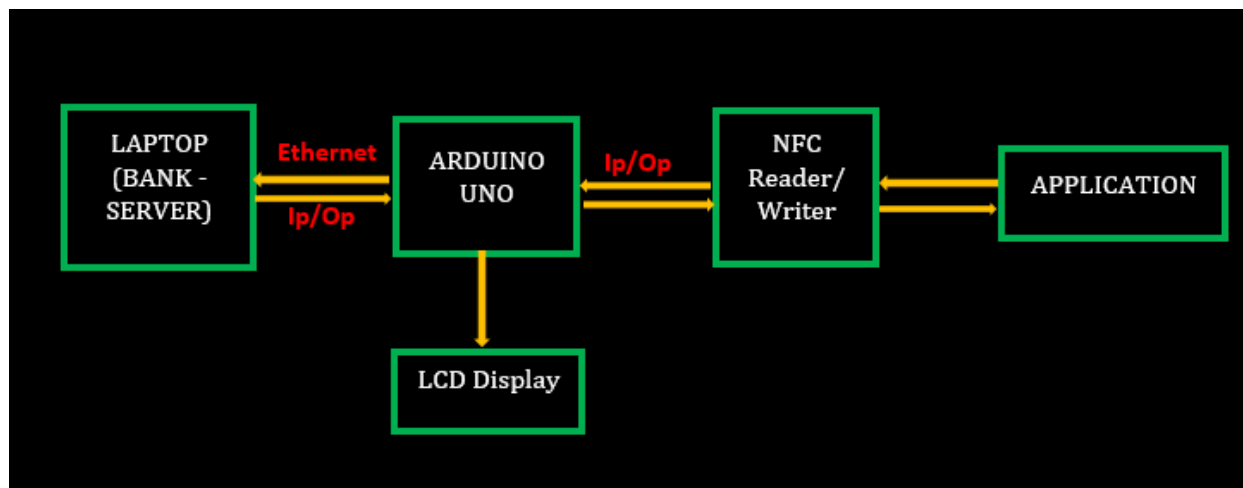 LAPTOP
(BANK -
SERVER)
Ethernet
Ip/Op
ARDUINO
UNO
Ip/Op
NFC
Reader/
Writer
APPLICATION
LCD Display